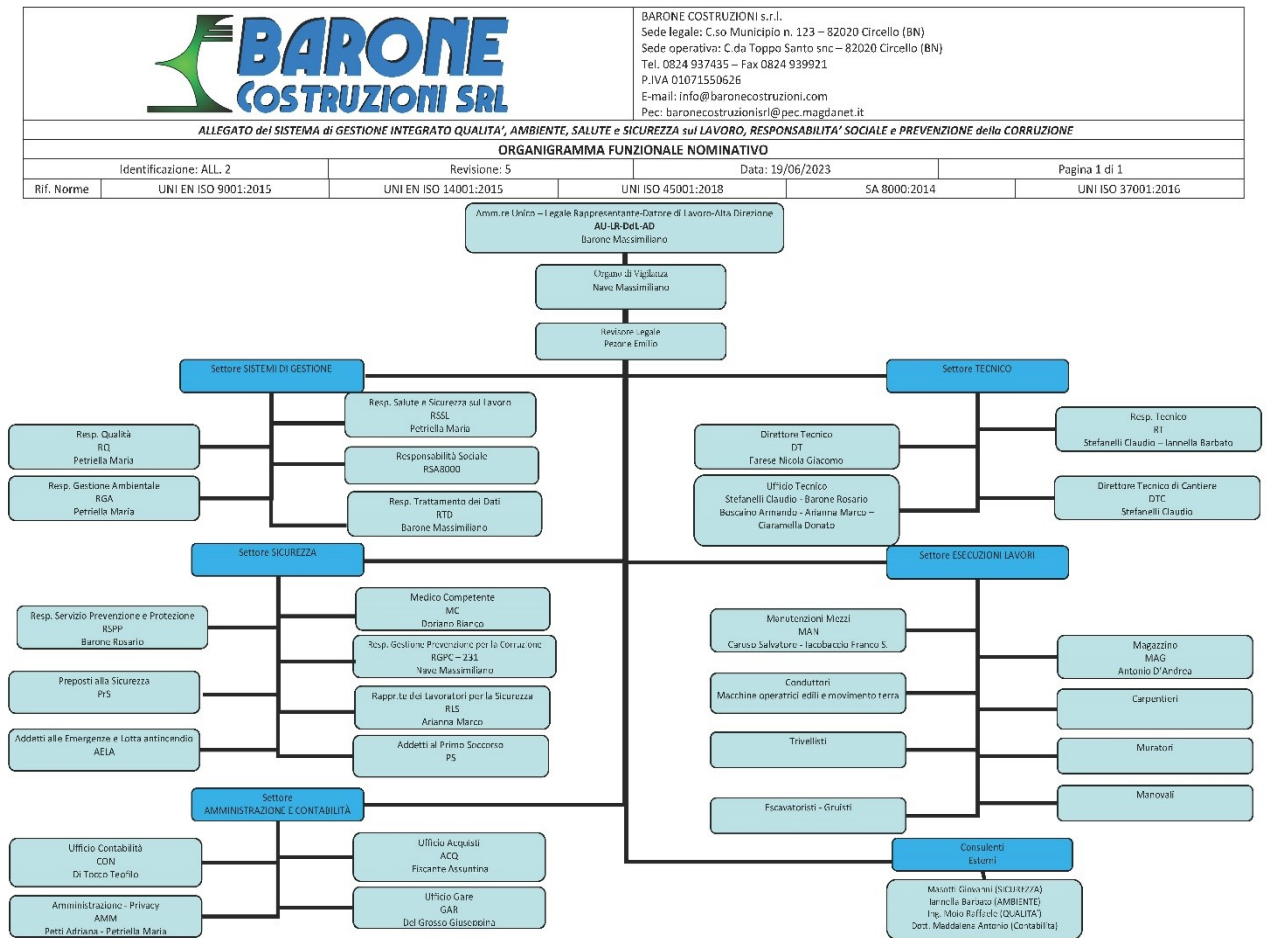 BARONE
COSTRUZIONI SRL
BARONE COSTRUZIONI s.r.l.
Sede legale: C.so Municipio n. 123 – 82020 Circello (BN)
Sede operativa: C.da Toppo Santo snc – 82020 Circello (BN)
Tel. 0824 937435 – Fax 0824 939921
P.IVA 01071550626
E-mail: info@baronecostruzioni.com
Pec: baronecostruzionisrl@pec.magdanet.it
ALLEGATO del SISTEMA di GESTIONE INTEGRATO QUALITA', AMBIENTE, SALUTE e SICUREZZA sul LAVORO, RESPONSABILITA' SOCIALE e PREVENZIONE della CORRUZIONE
ORGANIGRAMMA FUNZIONALE NOMINATIVO
Identificazione: ALL. 2 Revisione: 5 Data: 19/06/2023 Pagina 1 di 1
Rif. Norme UNI EN ISO 9001:2015 UNI EN ISO 14001:2015 UNI ISO 45001:2018 SA 8000:2014 UNI ISO 37001:2016
Amm.re Unico – Legale Rappresentante-Datore di Lavoro-Alta Direzione
AU-LR-DdL-AD
Barone Massimiliano
Organo di Vigilanza
Nave Massimiliano
Revisore Legale
Pezone Emilio
Settore SISTEMI DI GESTIONE
Resp. Salute e Sicurezza sul Lavoro
RSSL
Petriella Maria
Resp. Qualità
RQ
Petriella Maria
Responsabilità Sociale
RSA8000
Resp. Gestione Ambientale
RGA
Petriella Maria
Resp. Trattamento dei Dati
RTD
Barone Massimiliano
Settore TECNICO
Resp. Tecnico
RT
Stefanelli Claudio – Iannella Barbato
Direttore Tecnico
DT
Farese Nicola Giacomo
Ufficio Tecnico
Stefanelli Claudio - Barone Rosario
Boscaino Armando - Arianna Marco –
Ciaramella Donato
Direttore Tecnico di Cantiere
DTC
Stefanelli Claudio
Settore SICUREZZA
Medico Competente
MC
Doriano Bianco
Resp. Servizio Prevenzione e Protezione
RSPP
Barone Rosario
Resp. Gestione Prevenzione per la Corruzione
RGPC – 231
Nave Massimiliano
Preposti alla Sicurezza
PrS
Rappr.te dei Lavoratori per la Sicurezza
RLS
Arianna Marco
Addetti alle Emergenze e Lotta antincendio
AELA
Addetti al Primo Soccorso
PS
Settore ESECUZIONI LAVORI
Manutenzioni Mezzi
MAN
Caruso Salvatore - Iacobaccio Franco S.
Magazzino
MAG
Antonio D'Andrea
Conduttori
Macchine operatrici edili e movimento terra
Carpentieri
Trivellisti
Muratori
Escavatoristi - Gruisti
Manovali
Settore
AMMINISTRAZIONE E CONTABILITÀ
Ufficio Contabilità
CON
Di Tocco Teofilo
Ufficio Acquisti
ACQ
Fiscante Assuntina
Amministrazione - Privacy
AMM
Petti Adriana - Petriella Maria
Ufficio Gare
GAR
Del Grosso Giuseppina
Consulenti
Esterni
Masotti Giovanni (SICUREZZA)
Iannella Barbato (AMBIENTE)
Ing. Moio Raffaele (QUALITA')
Dott. Maddalena Antonio (Contabilita)